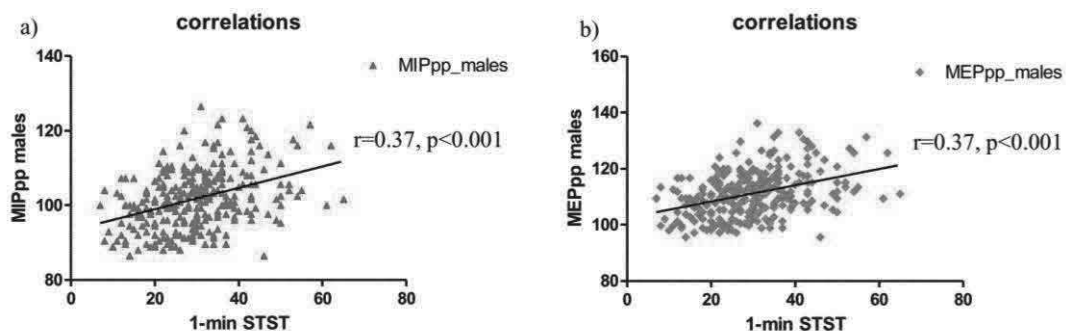 a)
correlations
MIPpp_males
r=0.37, p<0.001
MIPpp males
140
120
100
80
0
20
40
60
80
1-min STST
b)
correlations
MEPpp_males
r=0.37, p<0.001
MEPpp males
160
140
120
100
80
0
20
40
60
80
1-min STST